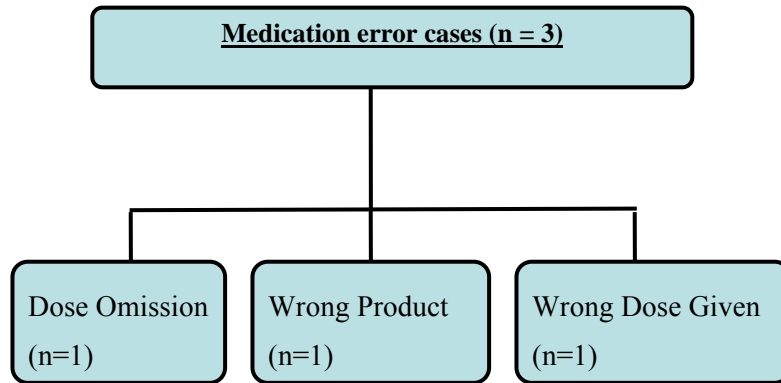 Medication error cases (n = 3)
Dose Omission
(n=1)
Wrong Product
(n=1)
Wrong Dose Given
(n=1)